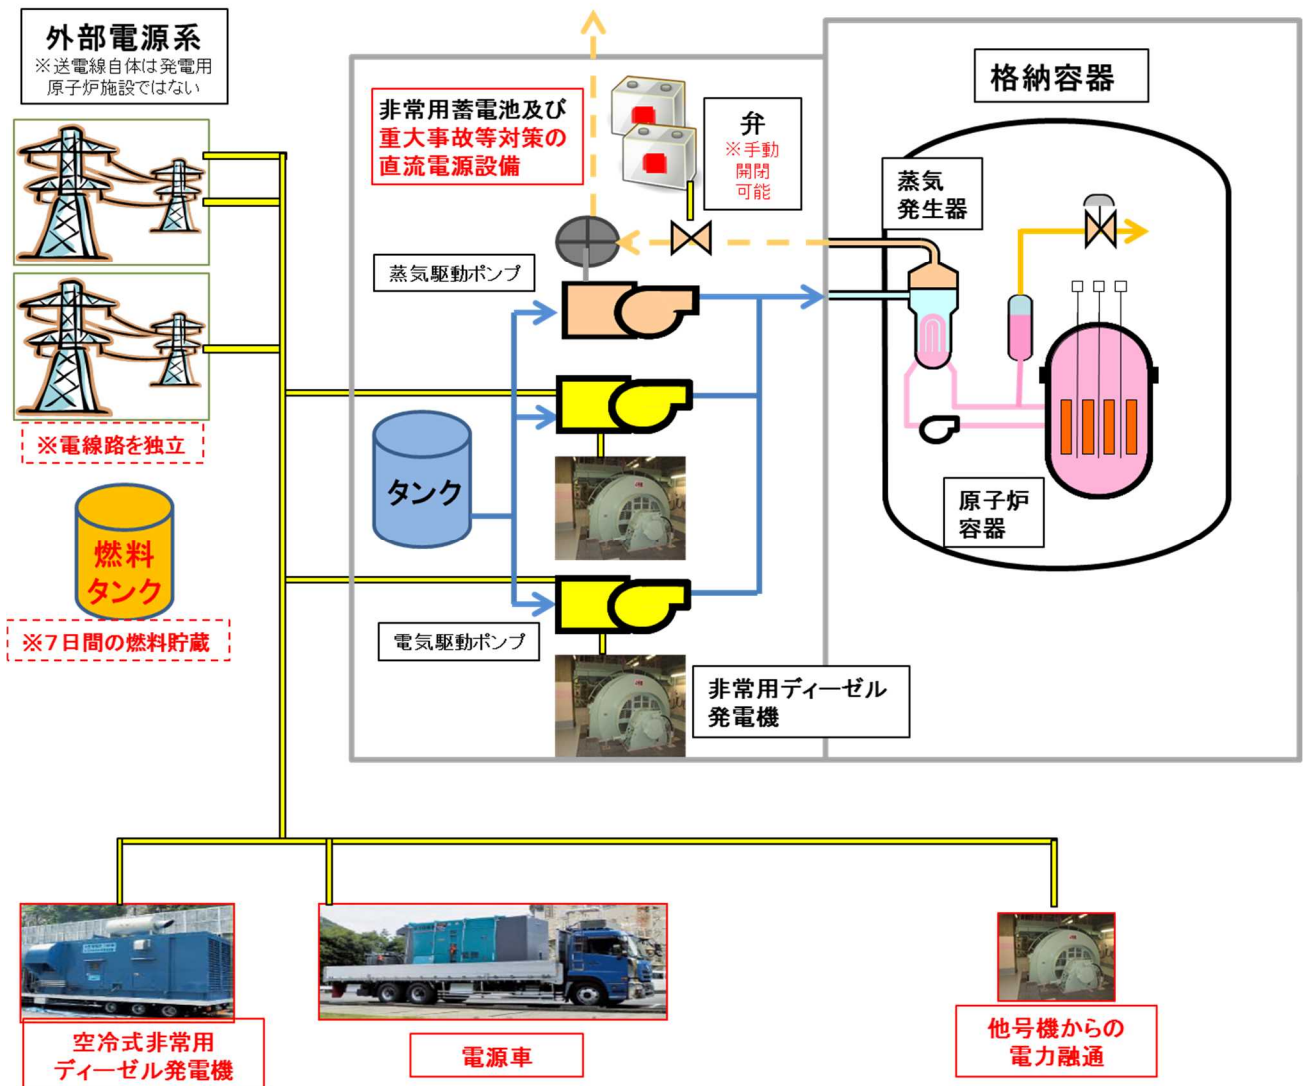 外部電源系
※送電線自体は発電用
原子炉施設ではない
格納容器
非常用蓄電池及び
重大事故等対策の
直流電源設備
弁
※手動
開閉
可能
蒸気
発生器
蒸気駆動ポンプ
※電線路を独立
タンク
燃料
タンク
原子炉
容器
※7日間の燃料貯蔵
電気駆動ポンプ
非常用ディーゼル
発電機
空冷式非常用
ディーゼル発電機
電源車
他号機からの
電力融通